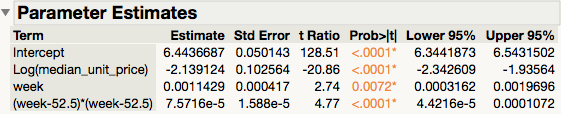 Parameter Estimates
Term Estimate Std Error t Ratio Prob>|t| Lower 95% Upper 95%
Intercept 6.4436687 0.050143 128.51 <.0001* 6.3441873 6.5431502
Log(median_unit_price) -2.139124 0.102564 -20.86 <.0001* -2.342609 -1.93564
week 0.0011429 0.000417 2.74 0.0072* 0.0003162 0.0019696
(week-52.5)*(week-52.5) 7.5716e-5 1.588e-5 4.77 <.0001* 4.4216e-5 0.0001072